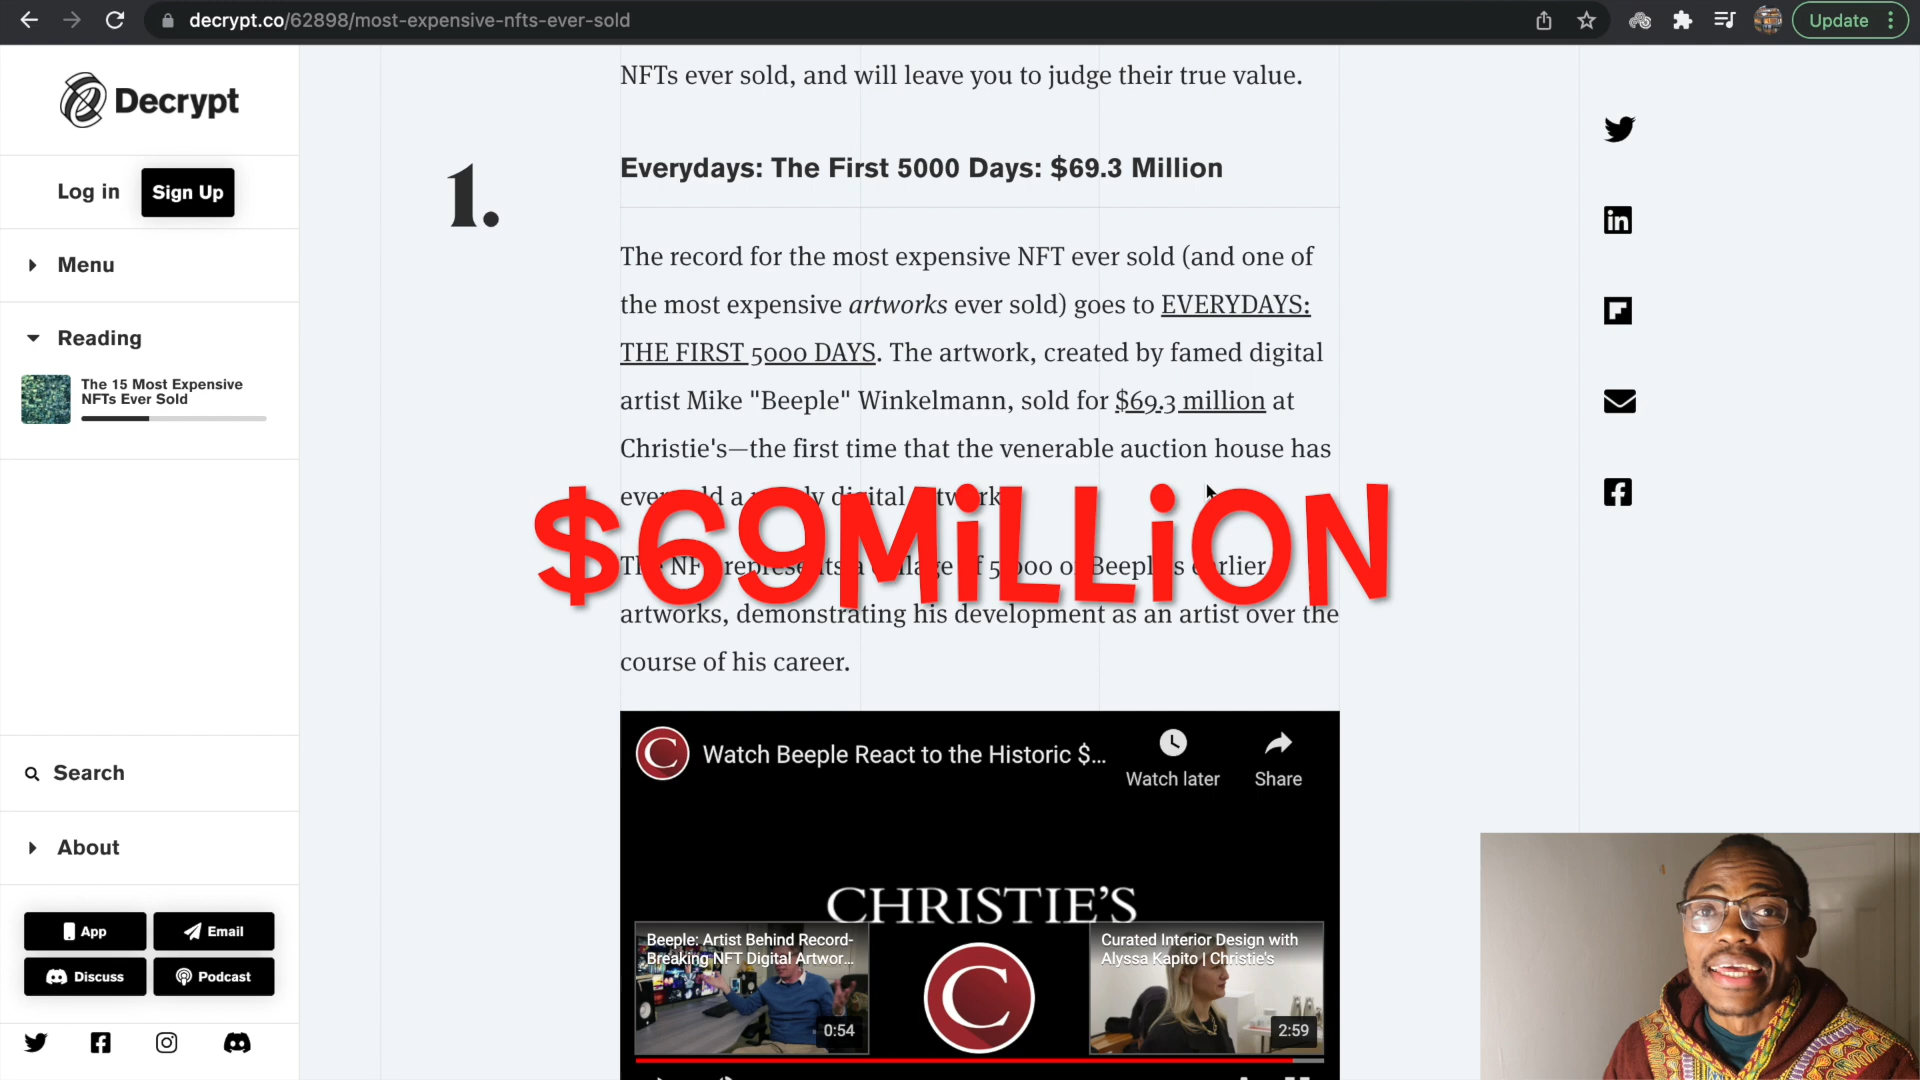 decrypt.co/62898/most-expensive-nfts-ever-sold
Update
Decrypt
Log in
Sign Up
Menu
Reading
The 15 Most Expensive
NFTs Ever Sold
Search
About
App
Email
Discuss
Podcast
NFTs ever sold, and will leave you to judge their true value.
1.
Everydays: The First 5000 Days: $69.3 Million
The record for the most expensive NFT ever sold (and one of
the most expensive artworks ever sold) goes to EVERYDAYS:
THE FIRST 5000 DAYS. The artwork, created by famed digital
artist Mike "Beeple" Winkelmann, sold for $69.3 million at
Christie's—the first time that the venerable auction house has
a digital
$69MiLLiON
a of
artworks, demonstrating his development as an artist over the
course of his career.
C
Watch Beeple React to the Historic $...
Watch later
Share
CHRISTIE'S
Beeple: Artist Behind Record-
Breaking NFT Digital Artwor...
0:54
C
Curated Interior Design with
Alyssa Kapito | Christie's
2:59